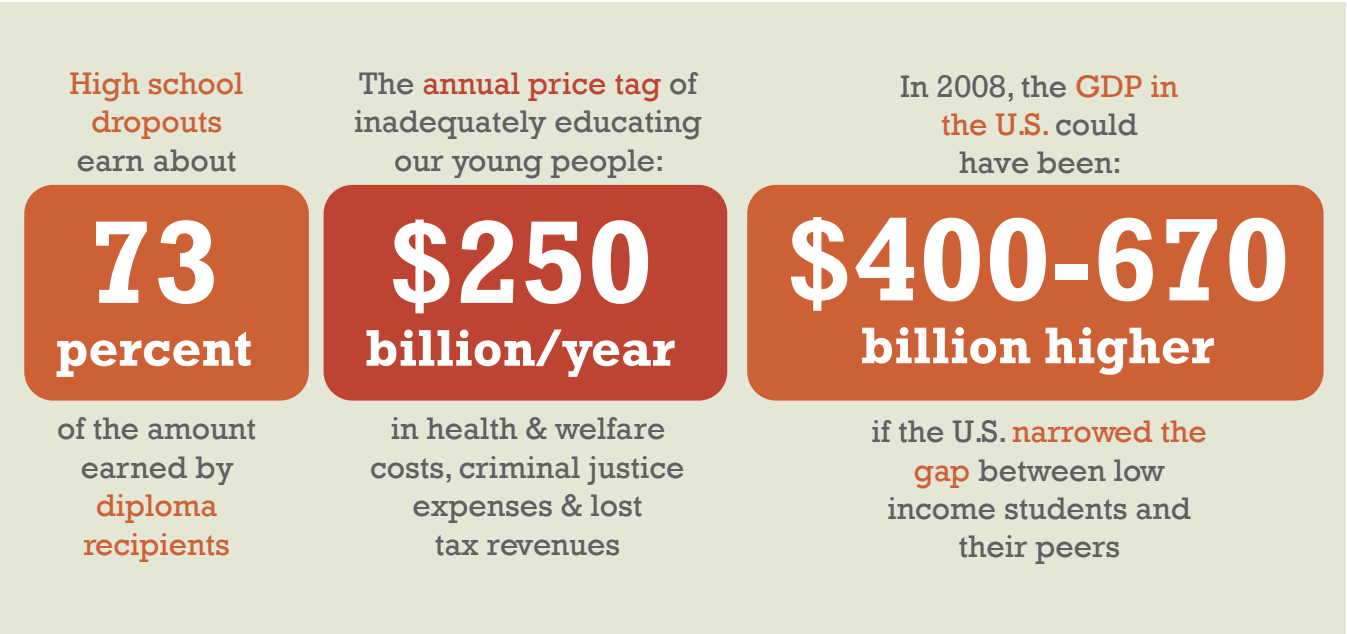 High school
dropouts
earn about
73
percent
of the amount
earned by
diploma
recipients
The annual price tag of
inadequately educating
our young people:
$250
billion/year
in health & welfare
costs, criminal justice
expenses & lost
tax revenues
In 2008, the GDP in
the U.S. could
have been:
$400-670
billion higher
if the U.S. narrowed the
gap between low
income students and
their peers